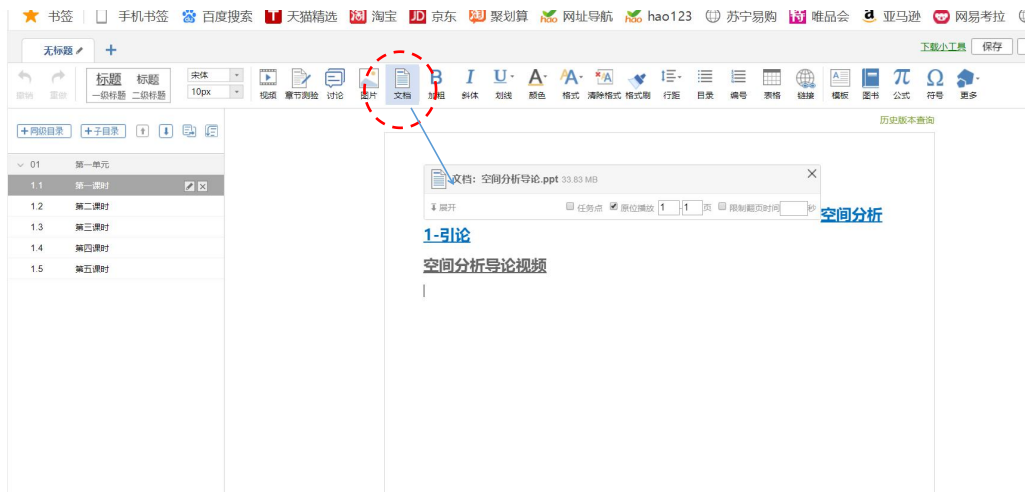 书签 手机书签 百度搜索 T 天猫精选 淘 淘宝 JD 京东 聚划算 hao 网址导航 hao hao123 苏宁易购 唯品会 a 亚马逊 网易考拉
无标题 + 下载小工具 保存
标题 标题 宋体 B I U A A A π Ω
撤销 重做 一级标题 二级标题 10px 视频 章节测验 讨论 图片 文档 加粗 斜体 划线 颜色 格式 清除格式 格式刷 行距 目录 编号 表格 链接 模板 图书 公式 符号 更多
历史版本查询
+同级目录 +子目录
01 第一单元
1.1 第一课时
1.2 第二课时
1.3 第三课时
1.4 第四课时
1.5 第五课时
文档: 空间分析导论.ppt 33.83 MB
展开 任务点 原位播放 1 - 1 页 限制翻页时间 秒
空间分析
1-引论
空间分析导论视频